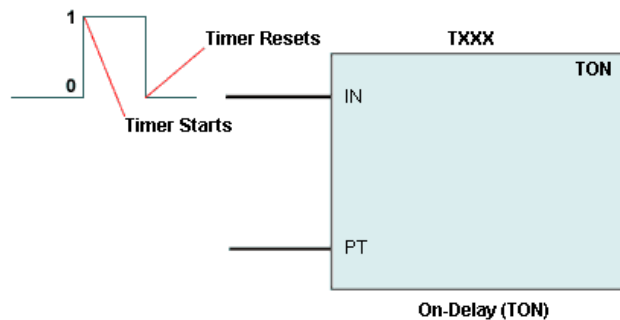 1
Timer Resets
TXXX
TON
0
IN
Timer Starts
PT
On-Delay (TON)